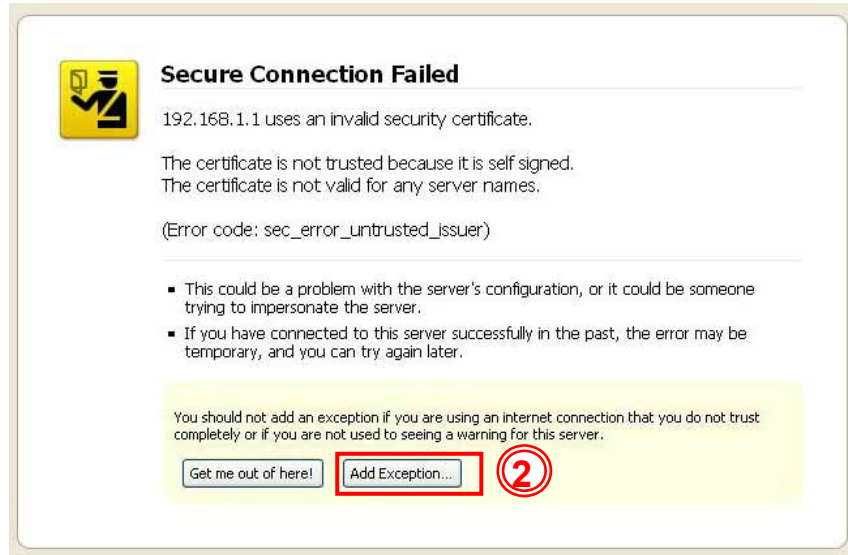 Secure Connection Failed
192.168.1.1 uses an invalid security certificate.
The certificate is not trusted because it is self signed.
The certificate is not valid for any server names.
(Error code: sec_error_untrusted_issuer)
▪ This could be a problem with the server's configuration, or it could be someone
trying to impersonate the server.
▪ If you have connected to this server successfully in the past, the error may be
temporary, and you can try again later.
You should not add an exception if you are using an internet connection that you do not trust
completely or if you are not used to seeing a warning for this server.
Get me out of here! Add Exception... ②